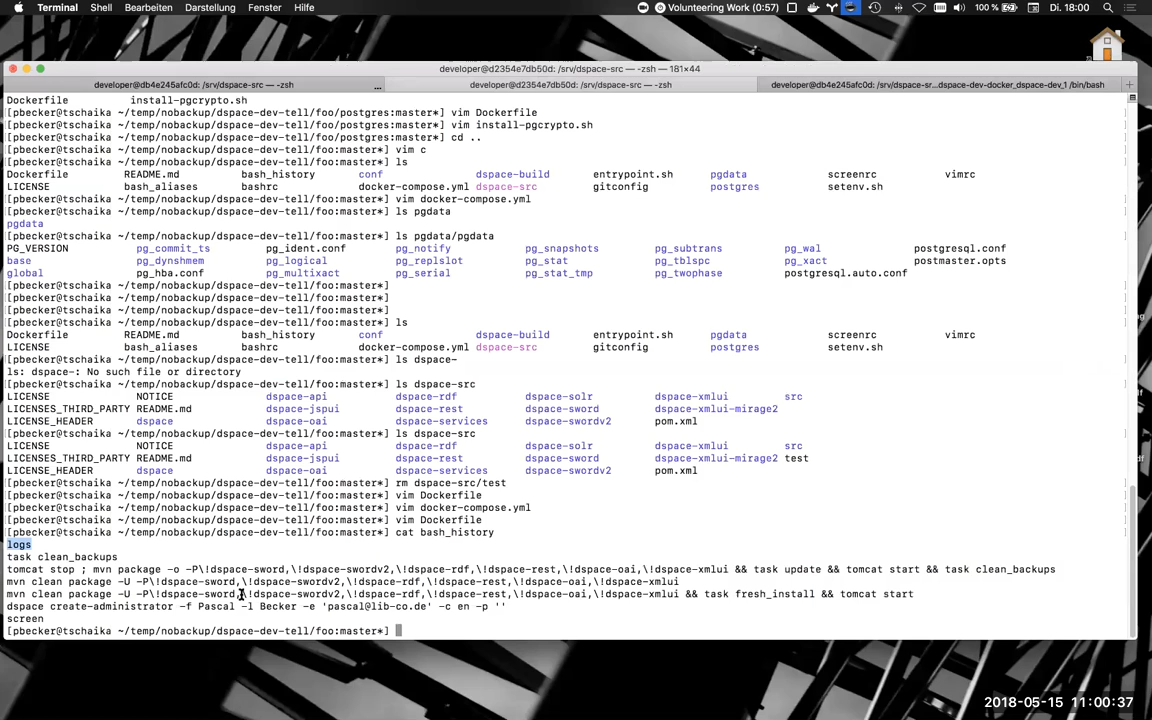 Terminal Shell Bearbeiten Darstellung Fenster Hilfe Volunteering Work (0:57) 100 % Di. 18:00
developer@d2354e7db50d: /srv/dspace-src — -zsh — 181×44
developer@db4e245afc0d: /srv/dspace-src — -zsh ... developer@d2354e7db50d: /srv/dspace-src — -zsh developer@db4e245afc0d: /srv/dspace-sr...dspace-dev-docker_dspace-dev_1 /bin/bash +
Dockerfile install-pgcrypto.sh
[pbecker@tschaika ~/temp/nobackup/dspace-dev-tell/foo/postgres:master*] vim Dockerfile
[pbecker@tschaika ~/temp/nobackup/dspace-dev-tell/foo/postgres:master*] vim install-pgcrypto.sh
[pbecker@tschaika ~/temp/nobackup/dspace-dev-tell/foo/postgres:master*] cd ..
[pbecker@tschaika ~/temp/nobackup/dspace-dev-tell/foo:master*] vim c
[pbecker@tschaika ~/temp/nobackup/dspace-dev-tell/foo:master*] ls
Dockerfile README.md bash_history conf dspace-build entrypoint.sh pgdata screenrc vimrc
LICENSE bash_aliases bashrc docker-compose.yml dspace-src gitconfig postgres setenv.sh
[pbecker@tschaika ~/temp/nobackup/dspace-dev-tell/foo:master*] vim docker-compose.yml
[pbecker@tschaika ~/temp/nobackup/dspace-dev-tell/foo:master*] ls pgdata
pgdata
[pbecker@tschaika ~/temp/nobackup/dspace-dev-tell/foo:master*] ls pgdata/pgdata
PG_VERSION pg_commit_ts pg_ident.conf pg_notify pg_snapshots pg_subtrans pg_wal postgresql.conf
base pg_dynshmem pg_logical pg_replslot pg_stat pg_tblspc pg_xact postmaster.opts
global pg_hba.conf pg_multixact pg_serial pg_stat_tmp pg_twophase postgresql.auto.conf
[pbecker@tschaika ~/temp/nobackup/dspace-dev-tell/foo:master*]
[pbecker@tschaika ~/temp/nobackup/dspace-dev-tell/foo:master*]
[pbecker@tschaika ~/temp/nobackup/dspace-dev-tell/foo:master*]
[pbecker@tschaika ~/temp/nobackup/dspace-dev-tell/foo:master*] ls
Dockerfile README.md bash_history conf dspace-build entrypoint.sh pgdata screenrc vimrc
LICENSE bash_aliases bashrc docker-compose.yml dspace-src gitconfig postgres setenv.sh
[pbecker@tschaika ~/temp/nobackup/dspace-dev-tell/foo:master*] ls dspace-
ls: dspace-: No such file or directory
[pbecker@tschaika ~/temp/nobackup/dspace-dev-tell/foo:master*] ls dspace-src
LICENSE NOTICE dspace-api dspace-rdf dspace-solr dspace-xmlui src
LICENSES_THIRD_PARTY README.md dspace-jspui dspace-rest dspace-sword dspace-xmlui-mirage2
LICENSE_HEADER dspace dspace-oai dspace-services dspace-swordv2 pom.xml
[pbecker@tschaika ~/temp/nobackup/dspace-dev-tell/foo:master*] ls dspace-src
LICENSE NOTICE dspace-api dspace-rdf dspace-solr dspace-xmlui src
LICENSES_THIRD_PARTY README.md dspace-jspui dspace-rest dspace-sword dspace-xmlui-mirage2 test
LICENSE_HEADER dspace dspace-oai dspace-services dspace-swordv2 pom.xml
[pbecker@tschaika ~/temp/nobackup/dspace-dev-tell/foo:master*] rm dspace-src/test
[pbecker@tschaika ~/temp/nobackup/dspace-dev-tell/foo:master*] vim Dockerfile
[pbecker@tschaika ~/temp/nobackup/dspace-dev-tell/foo:master*] vim docker-compose.yml
[pbecker@tschaika ~/temp/nobackup/dspace-dev-tell/foo:master*] vim Dockerfile
[pbecker@tschaika ~/temp/nobackup/dspace-dev-tell/foo:master*] cat bash_history
logs
task clean_backups
tomcat stop ; mvn package -o -P\!dspace-sword,\!dspace-swordv2,\!dspace-rdf,\!dspace-rest,\!dspace-oai,\!dspace-xmlui && task update && tomcat start && task clean_backups
mvn clean package -U -P\!dspace-sword,\!dspace-swordv2,\!dspace-rdf,\!dspace-rest,\!dspace-oai,\!dspace-xmlui
mvn clean package -U -P\!dspace-sword,\!dspace-swordv2,\!dspace-rdf,\!dspace-rest,\!dspace-oai,\!dspace-xmlui && task fresh_install && tomcat start
dspace create-administrator -f Pascal -l Becker -e 'pascal@lib-co.de' -c en -p ''
screen
[pbecker@tschaika ~/temp/nobackup/dspace-dev-tell/foo:master*]
2018-05-15 11:00:37